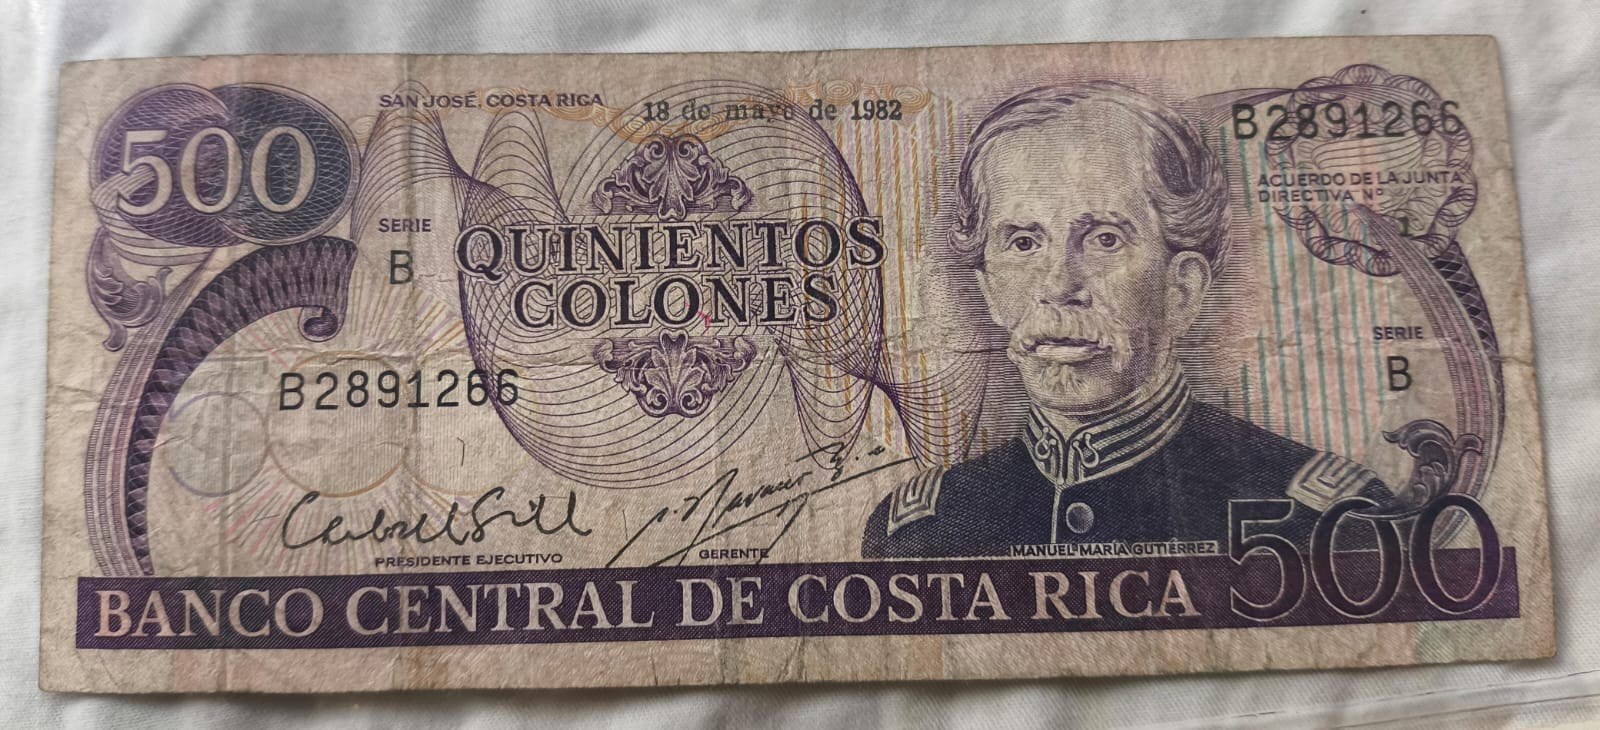 500
SAN JOSÉ, COSTA RICA
18 de mayo de 1982
B2891266
ACUERDO DE LA JUNTA
DIRECTIVA Nº
1
SERIE
B
QUINIENTOS
COLONES
SERIE
B
B2891266
PRESIDENTE EJECUTIVO
GERENTE
MANUEL MARÍA GUTIÉRREZ
BANCO CENTRAL DE COSTA RICA
500